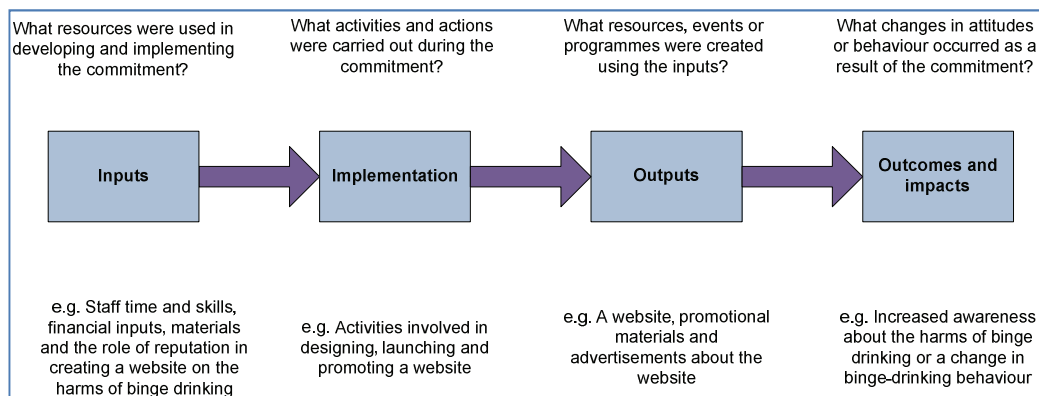 What resources were used in
developing and implementing
the commitment?
What activities and actions
were carried out during the
commitment?
What resources, events or
programmes were created
using the inputs?
What changes in attitudes
or behaviour occurred as a
result of the commitment?
Inputs
Implementation
Outputs
Outcomes and
impacts
e.g. Staff time and skills,
financial inputs, materials
and the role of reputation in
creating a website on the
harms of binge drinking
e.g. Activities involved in
designing, launching and
promoting a website
e.g. A website, promotional
materials and
advertisements about the
website
e.g. Increased awareness
about the harms of binge
drinking or a change in
binge-drinking behaviour